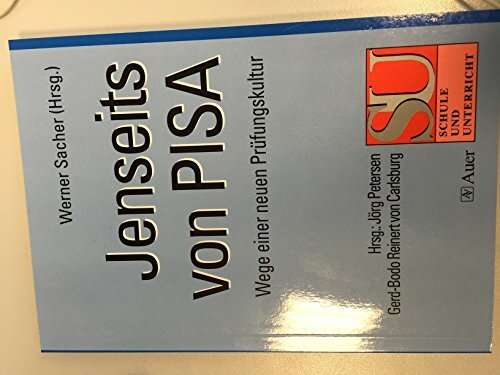 Werner Sacher (Hrsg.)
Jenseits
von PISA
Wege einer neuen Prüfungskultur
SU
SCHULE
UND
UNTERRICHT
Hrsg.: Jörg Petersen
Gerd-Bodo Reinert von Carlsburg
Auer